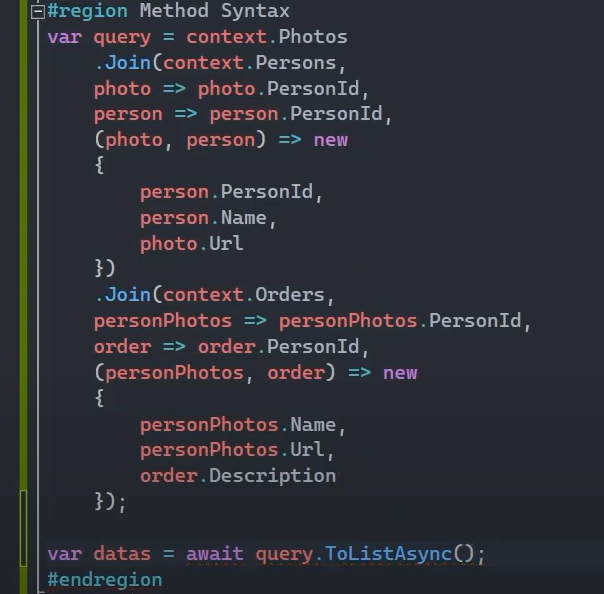 #region Method Syntax
var query = context.Photos
    .Join(context.Persons,
    photo => photo.PersonId,
    person => person.PersonId,
    (photo, person) => new
    {
        person.PersonId,
        person.Name,
        photo.Url
    })
    .Join(context.Orders,
    personPhotos => personPhotos.PersonId,
    order => order.PersonId,
    (personPhotos, order) => new
    {
        personPhotos.Name,
        personPhotos.Url,
        order.Description
    });

var datas = await query.ToListAsync();
#endregion